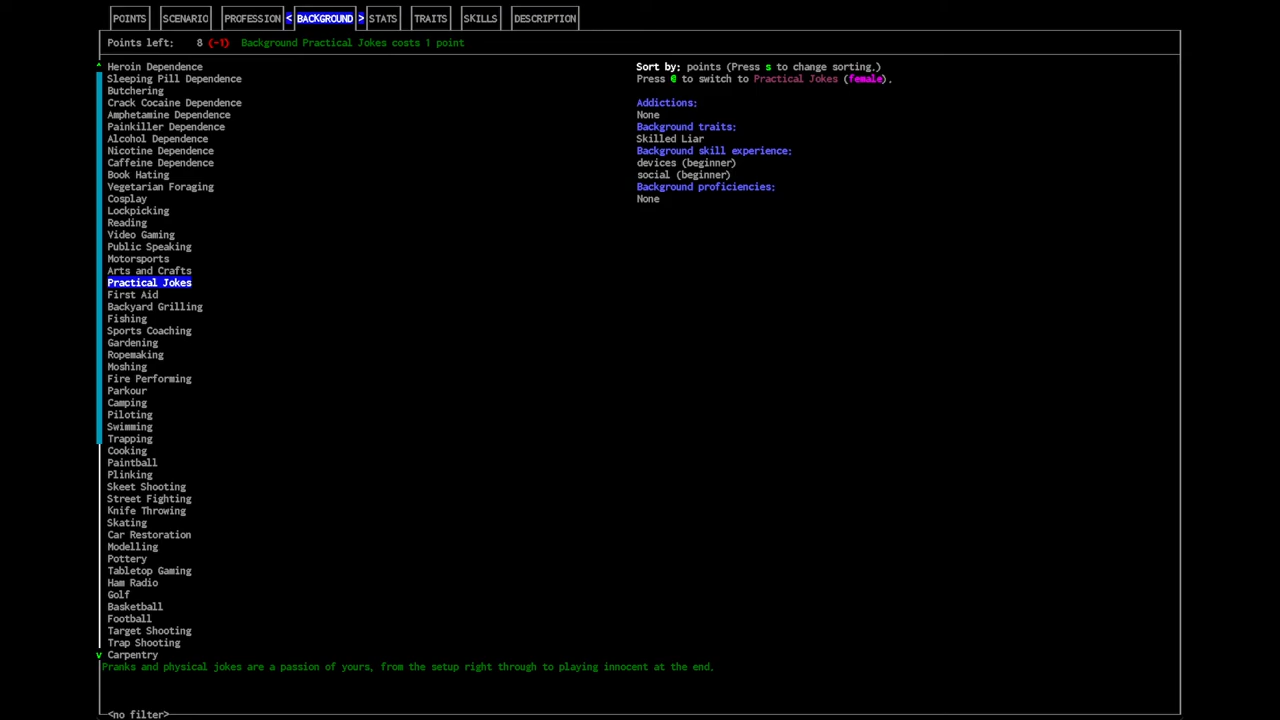 POINTS SCENARIO PROFESSION < BACKGROUND > STATS TRAITS SKILLS DESCRIPTION
Points left: 8 (-1) Background Practical Jokes costs 1 point
^ Heroin Dependence
Sleeping Pill Dependence
Butchering
Crack Cocaine Dependence
Amphetamine Dependence
Painkiller Dependence
Alcohol Dependence
Nicotine Dependence
Caffeine Dependence
Book Hating
Vegetarian Foraging
Cosplay
Lockpicking
Reading
Video Gaming
Public Speaking
Motorsports
Arts and Crafts
Practical Jokes
First Aid
Backyard Grilling
Fishing
Sports Coaching
Gardening
Ropemaking
Moshing
Fire Performing
Parkour
Camping
Piloting
Swimming
Trapping
Cooking
Paintball
Plinking
Skeet Shooting
Street Fighting
Knife Throwing
Skating
Car Restoration
Modelling
Pottery
Tabletop Gaming
Ham Radio
Golf
Basketball
Football
Target Shooting
Trap Shooting
v Carpentry
Sort by: points (Press s to change sorting.)
Press @ to switch to Practical Jokes (female).
Addictions:
None
Background traits:
Skilled Liar
Background skill experience:
devices (beginner)
social (beginner)
Background proficiencies:
None
Pranks and physical jokes are a passion of yours, from the setup right through to playing innocent at the end.
<no filter>